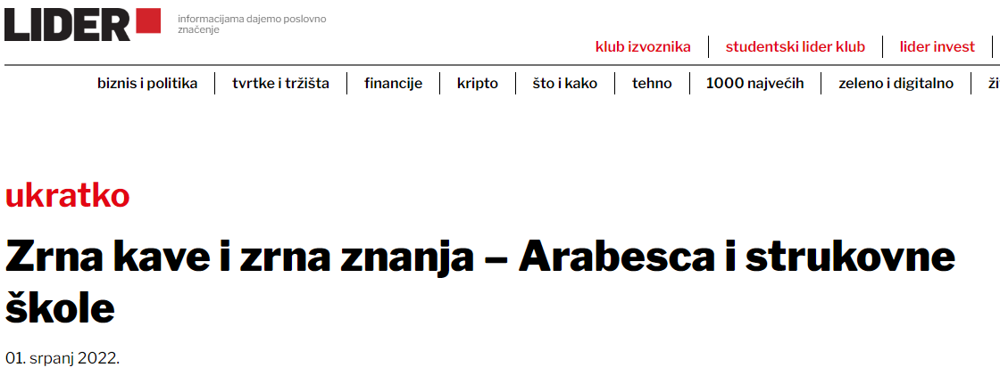 LIDER
informacijama dajemo poslovno
značenje
klub izvoznika
studentski lider klub
lider invest
biznis i politika
tvrtke i tržišta
financije
kripto
što i kako
tehno
1000 najvećih
zeleno i digitalno
ukratko
Zrna kave i zrna znanja – Arabesca i strukovne
škole
01. srpanj 2022.